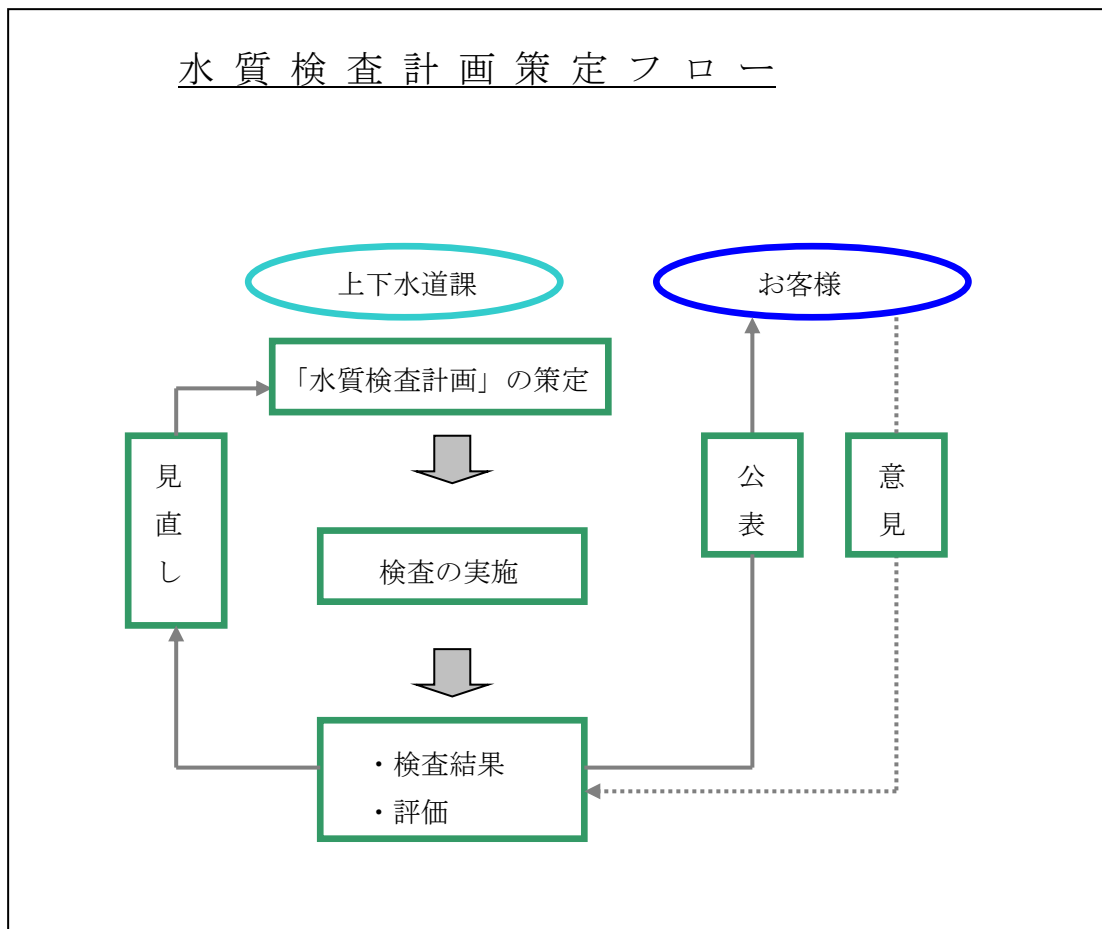 水質検査計画策定フロー
上下水道課
お客様
「水質検査計画」の策定
見直し
公表
意見
検査の実施
・検査結果
・評価